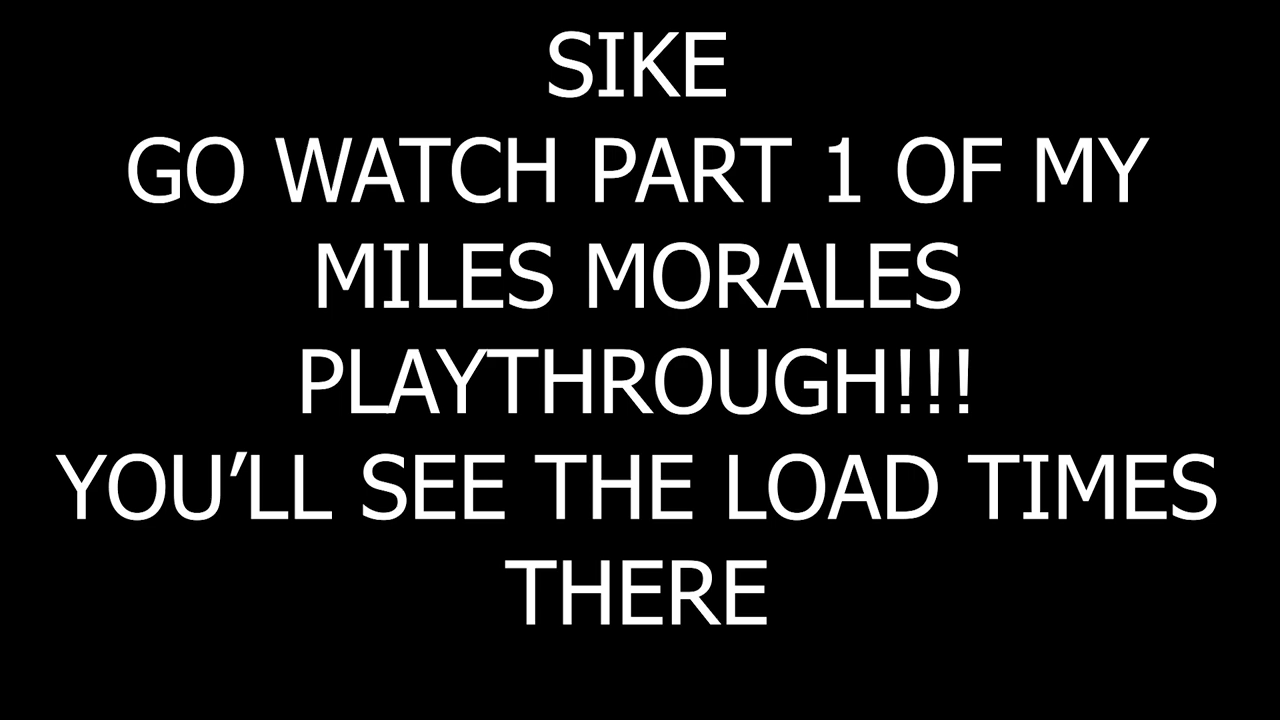 SIKE
GO WATCH PART 1 OF MY
MILES MORALES
PLAYTHROUGH!!!
YOU’LL SEE THE LOAD TIMES
THERE